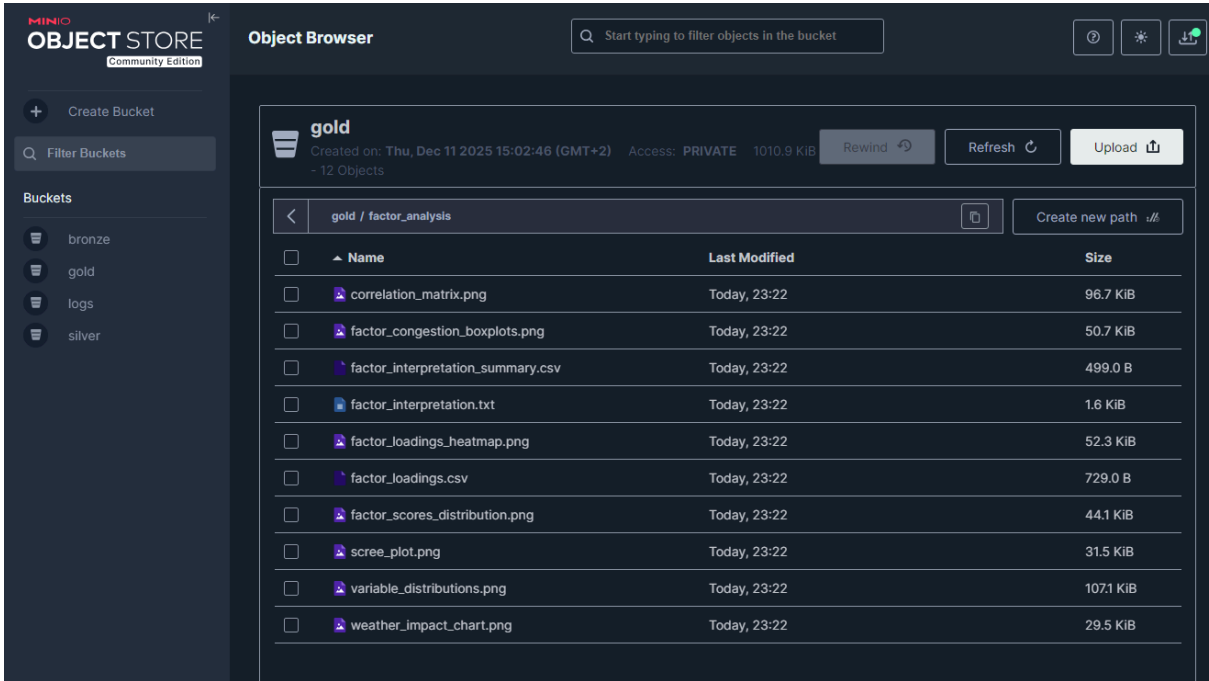 MINIO
OBJECT STORE
Community Edition
Create Bucket
Filter Buckets
Buckets
bronze
gold
logs
silver
Object Browser
Start typing to filter objects in the bucket
gold
Created on: Thu, Dec 11 2025 15:02:46 (GMT+2) Access: PRIVATE 1010.9 KiB
- 12 Objects
Rewind
Refresh
Upload
gold / factor_analysis
Create new path
Name Last Modified Size
correlation_matrix.png Today, 23:22 96.7 KiB
factor_congestion_boxplots.png Today, 23:22 50.7 KiB
factor_interpretation_summary.csv Today, 23:22 499.0 B
factor_interpretation.txt Today, 23:22 1.6 KiB
factor_loadings_heatmap.png Today, 23:22 52.3 KiB
factor_loadings.csv Today, 23:22 729.0 B
factor_scores_distribution.png Today, 23:22 44.1 KiB
scree_plot.png Today, 23:22 31.5 KiB
variable_distributions.png Today, 23:22 107.1 KiB
weather_impact_chart.png Today, 23:22 29.5 KiB